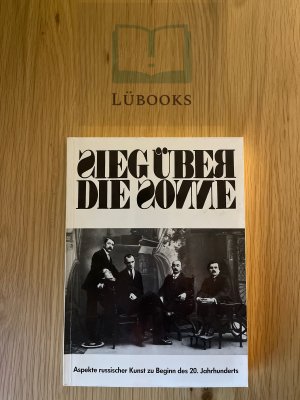 LÜBOOKS
SIEG ÜBER
DIE SONNE
Aspekte russischer Kunst zu Beginn des 20. Jahrhunderts